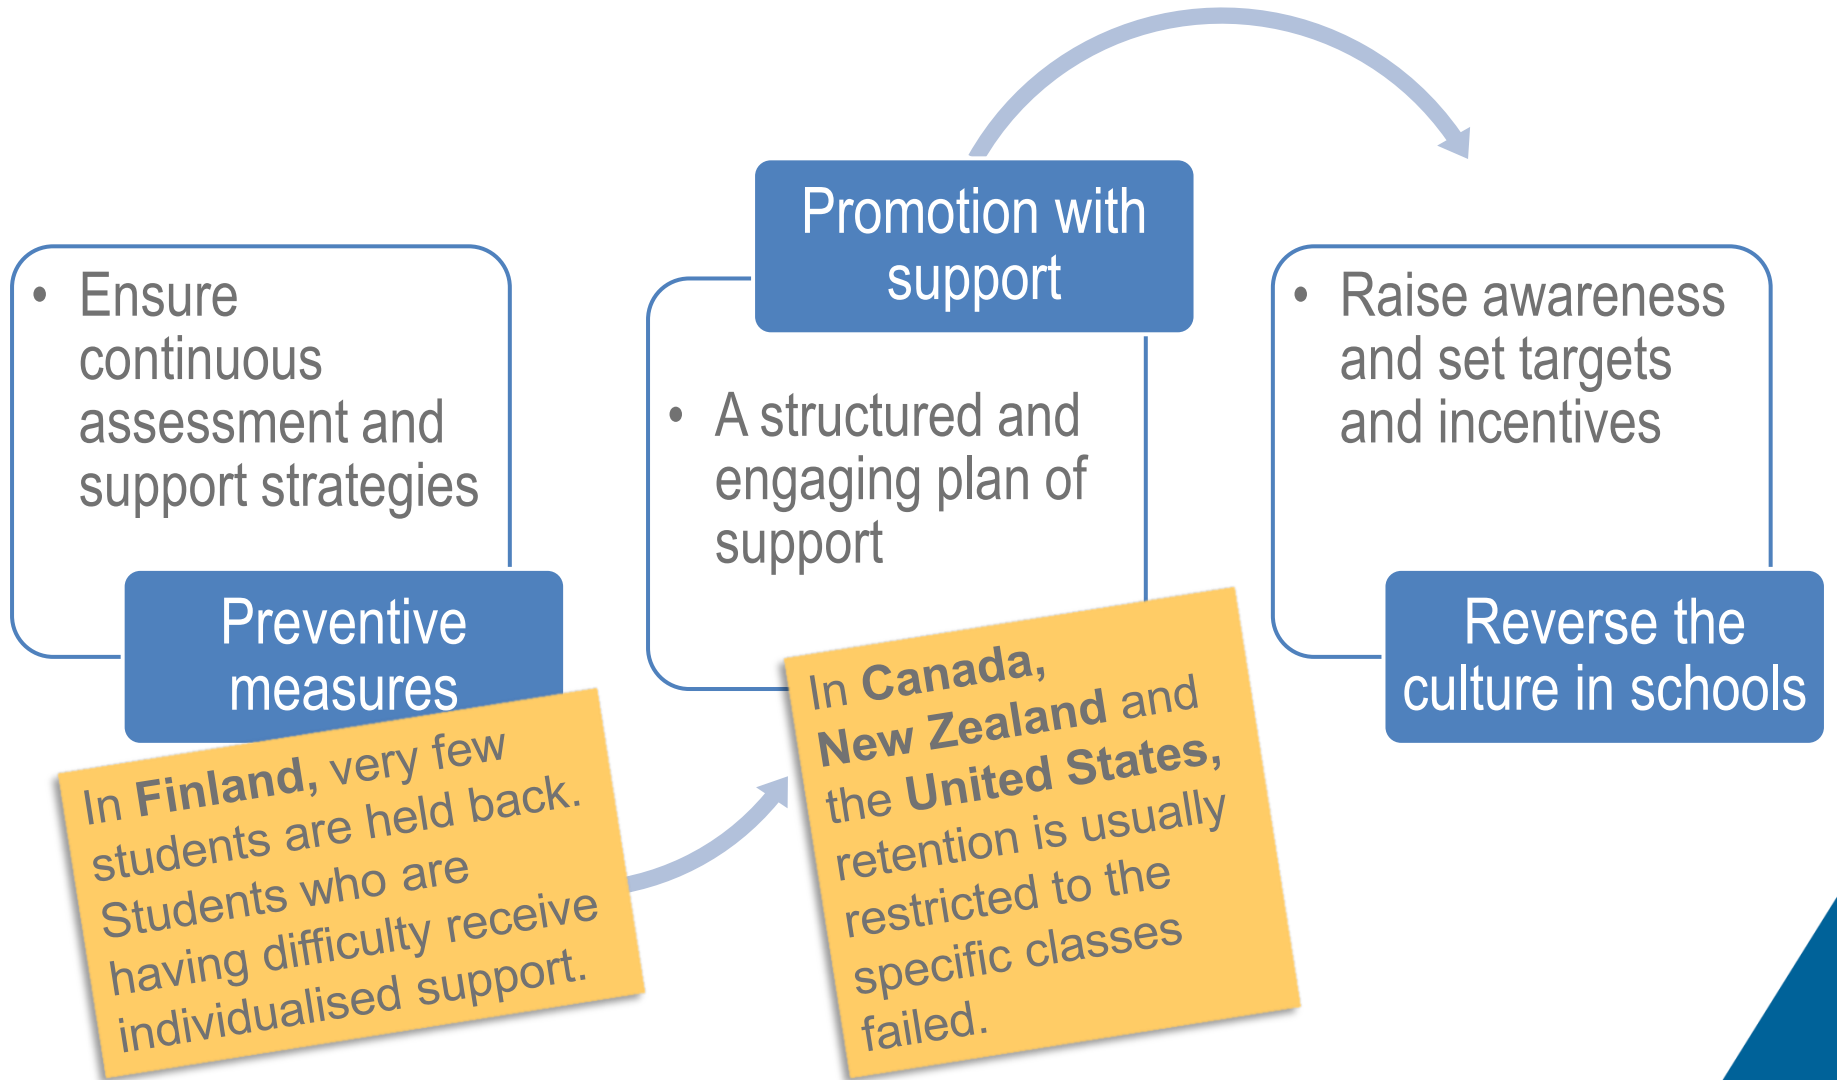 • Ensure
continuous
assessment and
support strategies
Preventive
measures
In Finland, very few
students are held back.
Students who are
having difficulty receive
individualised support.
Promotion with
support
• A structured and
engaging plan of
support
In Canada,
New Zealand and
the United States,
retention is usually
restricted to the
specific classes
failed.
• Raise awareness
and set targets
and incentives
Reverse the
culture in schools